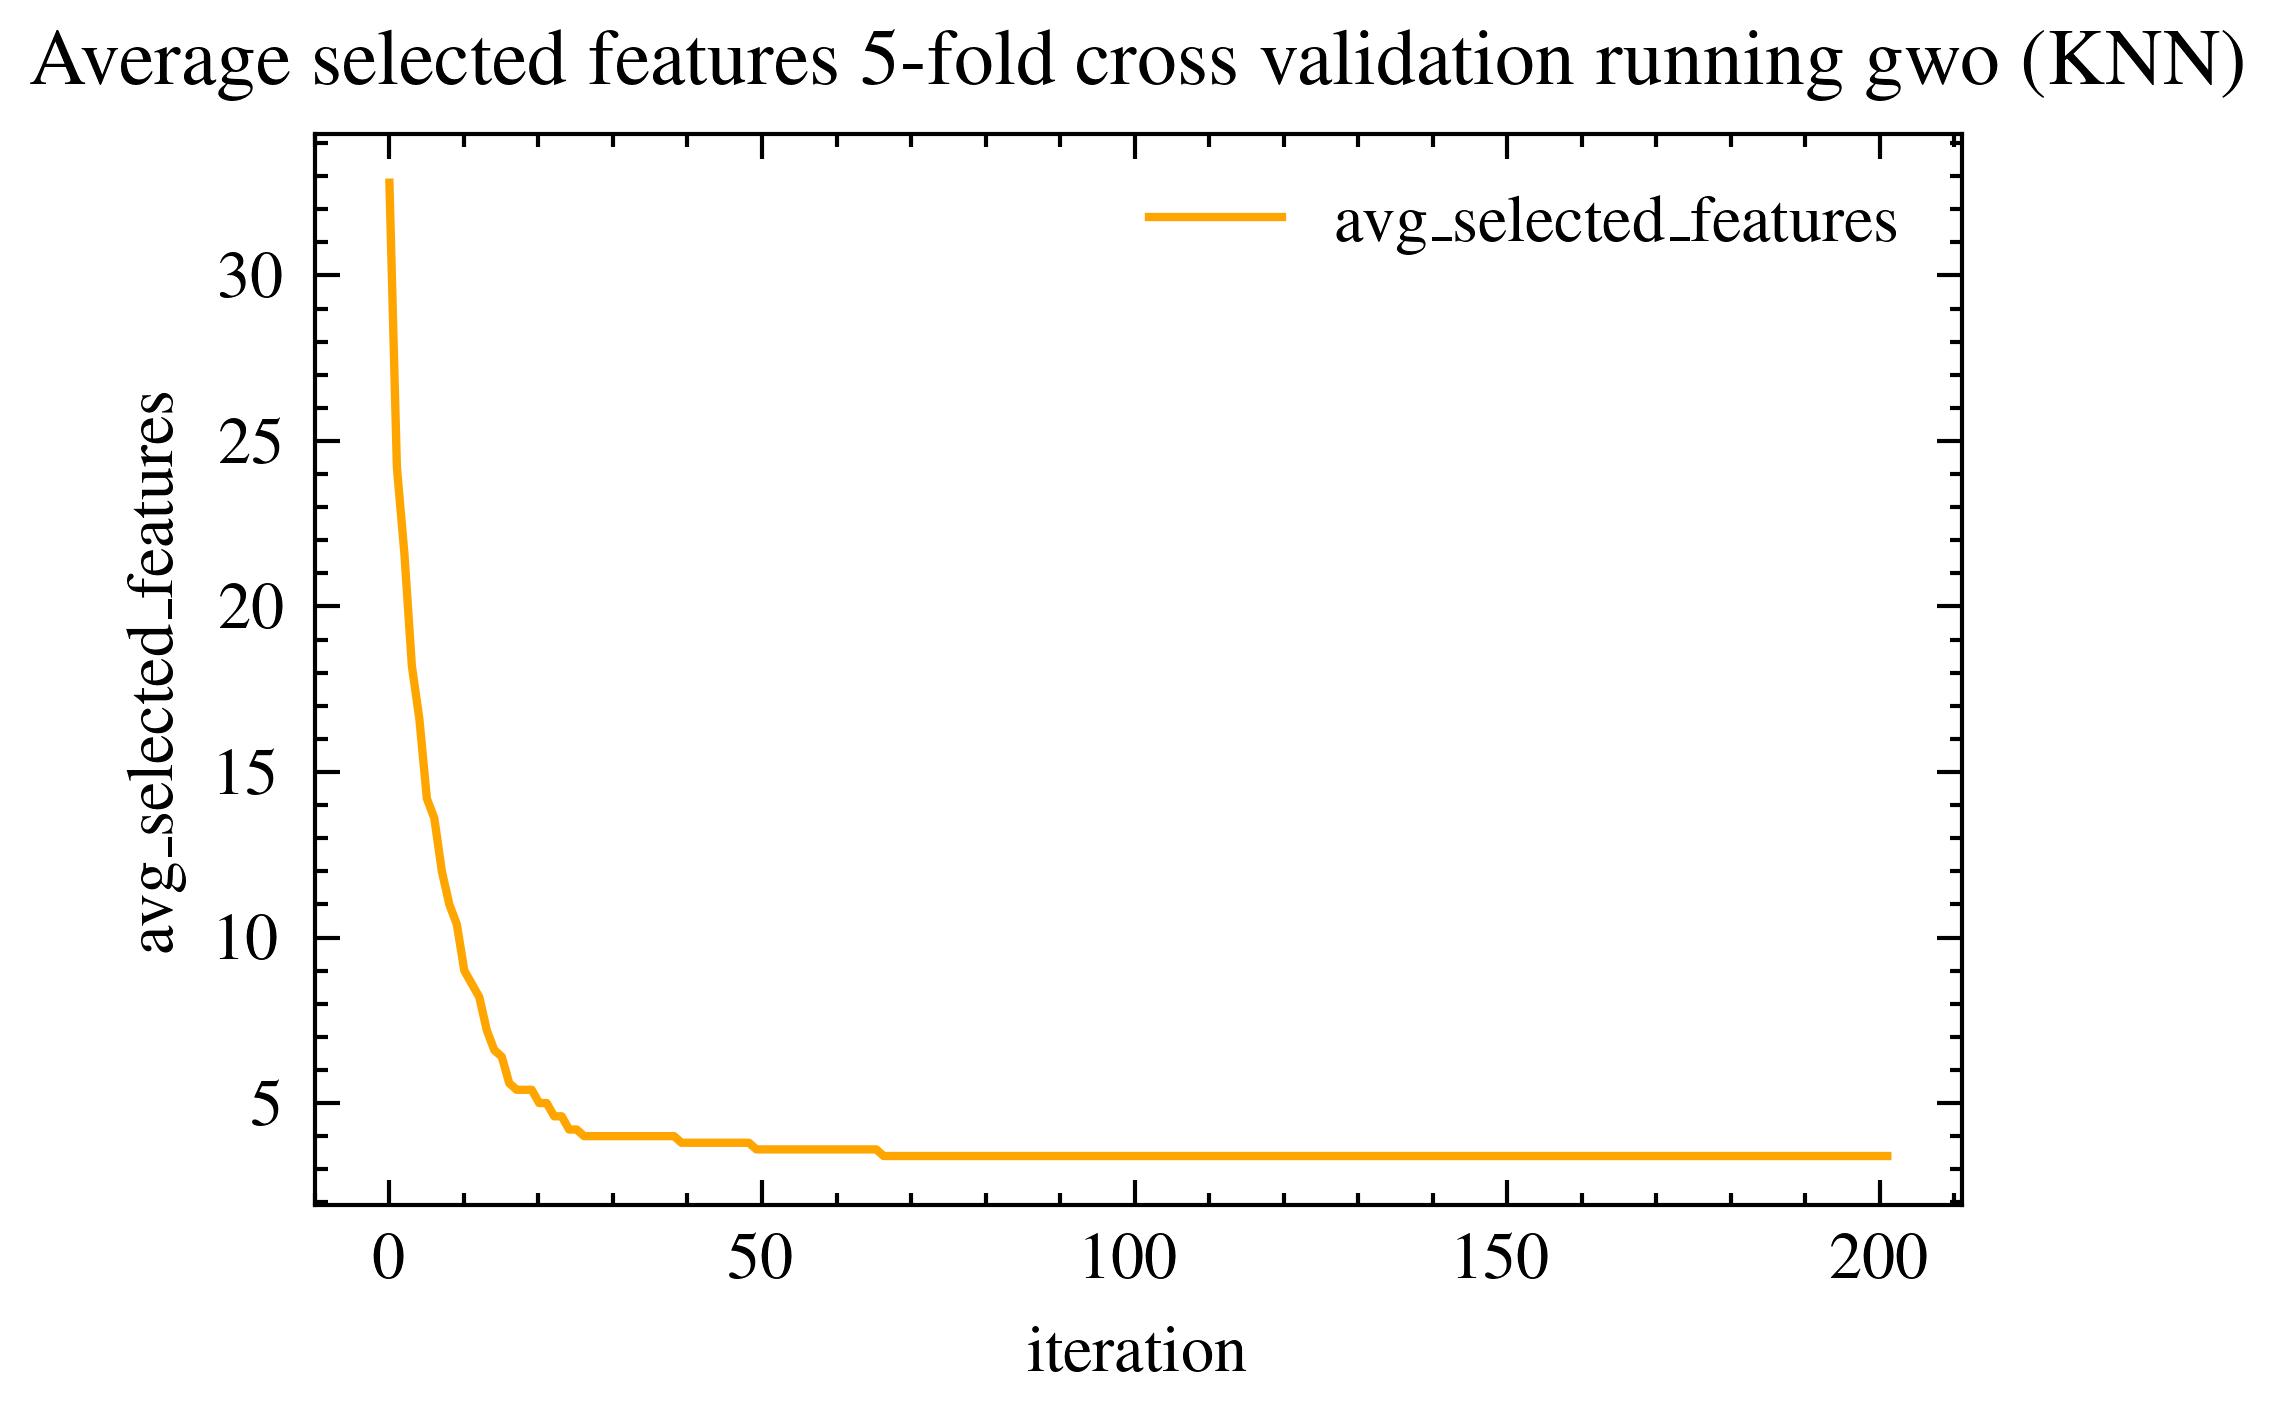 Average selected features 5-fold cross validation running gwo (KNN)
avg_selected_features
30
25
20
15
10
5
avg_selected_features
0 50 100 150 200
iteration